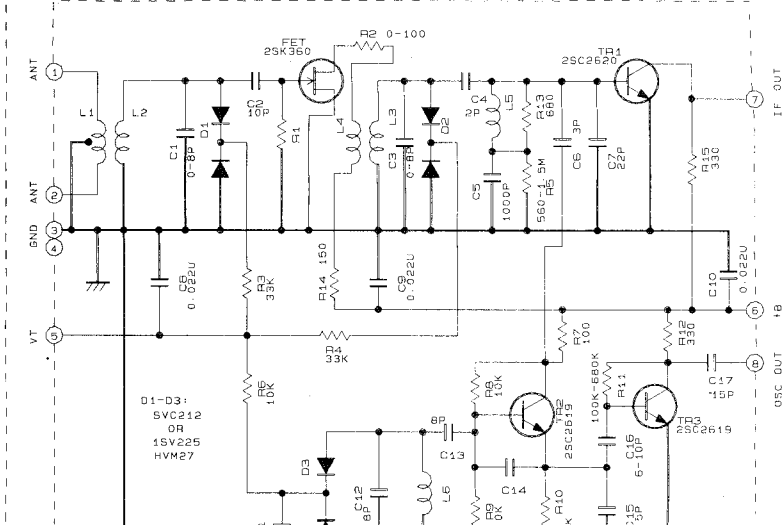 R2 0-100
FET
2SK360
TR1
2SC2620
ANT
1
L1
L2
C2
10P
D1
C1
0-8P
R1
L4
L3
C3
0-8P
D2
C4
2P
L5
R13
680
3P
C6
C7
22P
7
IF OUT
R15
330
C5
1000P
560-1.5M
R5
ANT
2
GND
3
4
C8
0.022U
R3
33K
R14 150
C9
0.022U
C10
0.022U
6
+B
VT
5
R4
33K
R7
100
R12
330
R6
10K
R8
10K
100K-680K
R11
8
OSC OUT
C17
15P
D1-D3:
SVC212
OR
1SV225
HVM27
TR2
2SC2619
TR3
2SC2619
8P
C13
D3
C12
8P
L6
C14
C16
6-10P
R9
R10